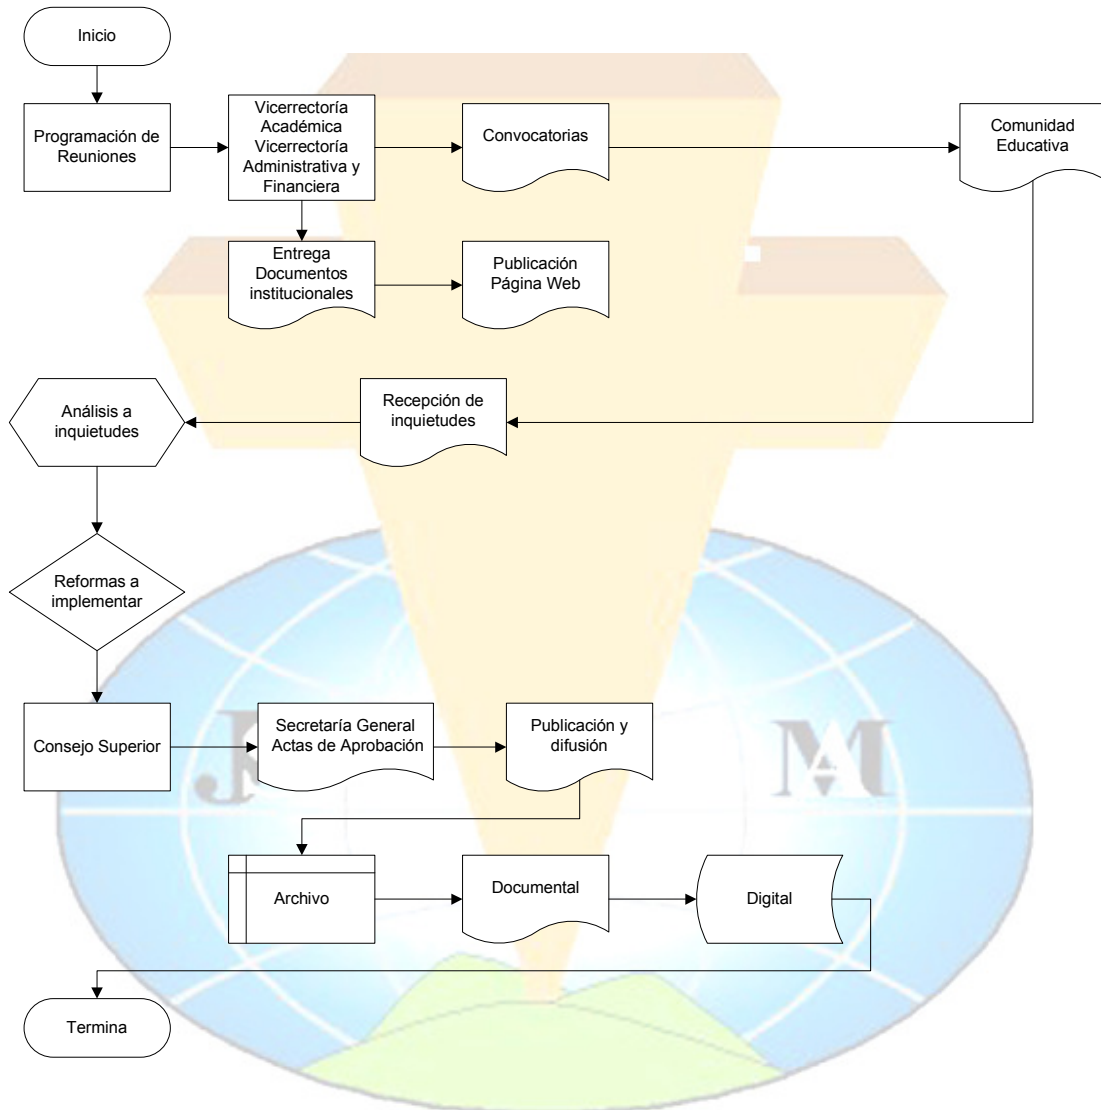 Inicio
Programación de
Reuniones
Vicerrectoría
Académica
Vicerrectoría
Administrativa y
Financiera
Convocatorias
Comunidad
Educativa
Entrega
Documentos
institucionales
Publicación
Página Web
Análisis a
inquietudes
Recepción de
inquietudes
Reformas a
implementar
Consejo Superior
Secretaría General
Actas de Aprobación
Publicación y
difusión
Archivo
Documental
Digital
Termina